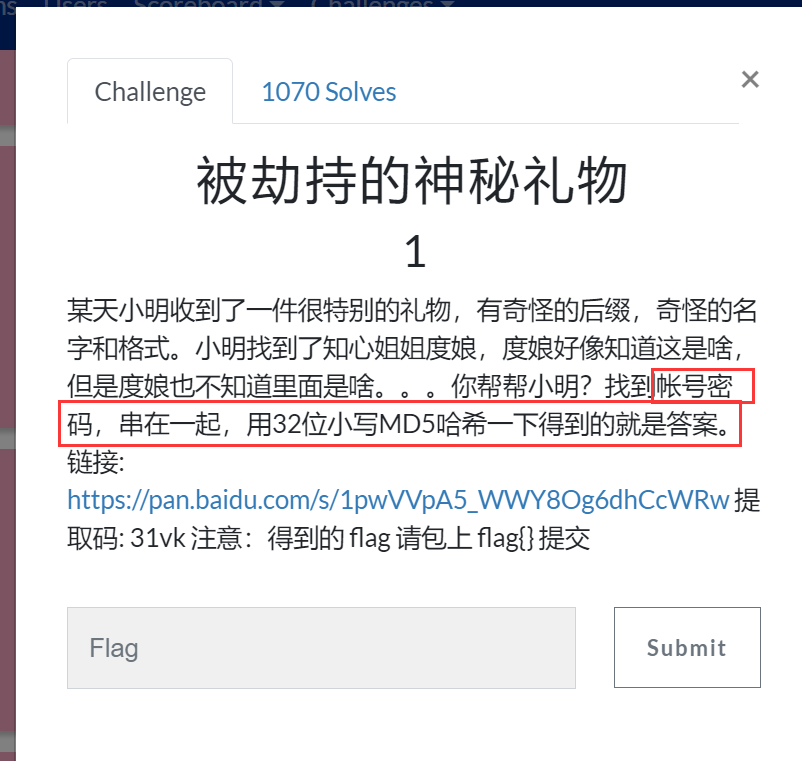 Users Scoreboard Challenges
Challenge
1070 Solves
×
被劫持的神秘礼物
1
某天小明收到了一件很特别的礼物，有奇怪的后缀，奇怪的名
字和格式。小明找到了知心姐姐度娘，度娘好像知道这是啥，
但是度娘也不知道里面是啥。。。你帮帮小明？找到帐号密
码，串在一起，用32位小写MD5哈希一下得到的就是答案。
链接:
https://pan.baidu.com/s/1pwVVpA5_WWY8Og6dhCcWRw 提
取码: 31vk 注意：得到的 flag 请包上 flag{} 提交
Flag
Submit